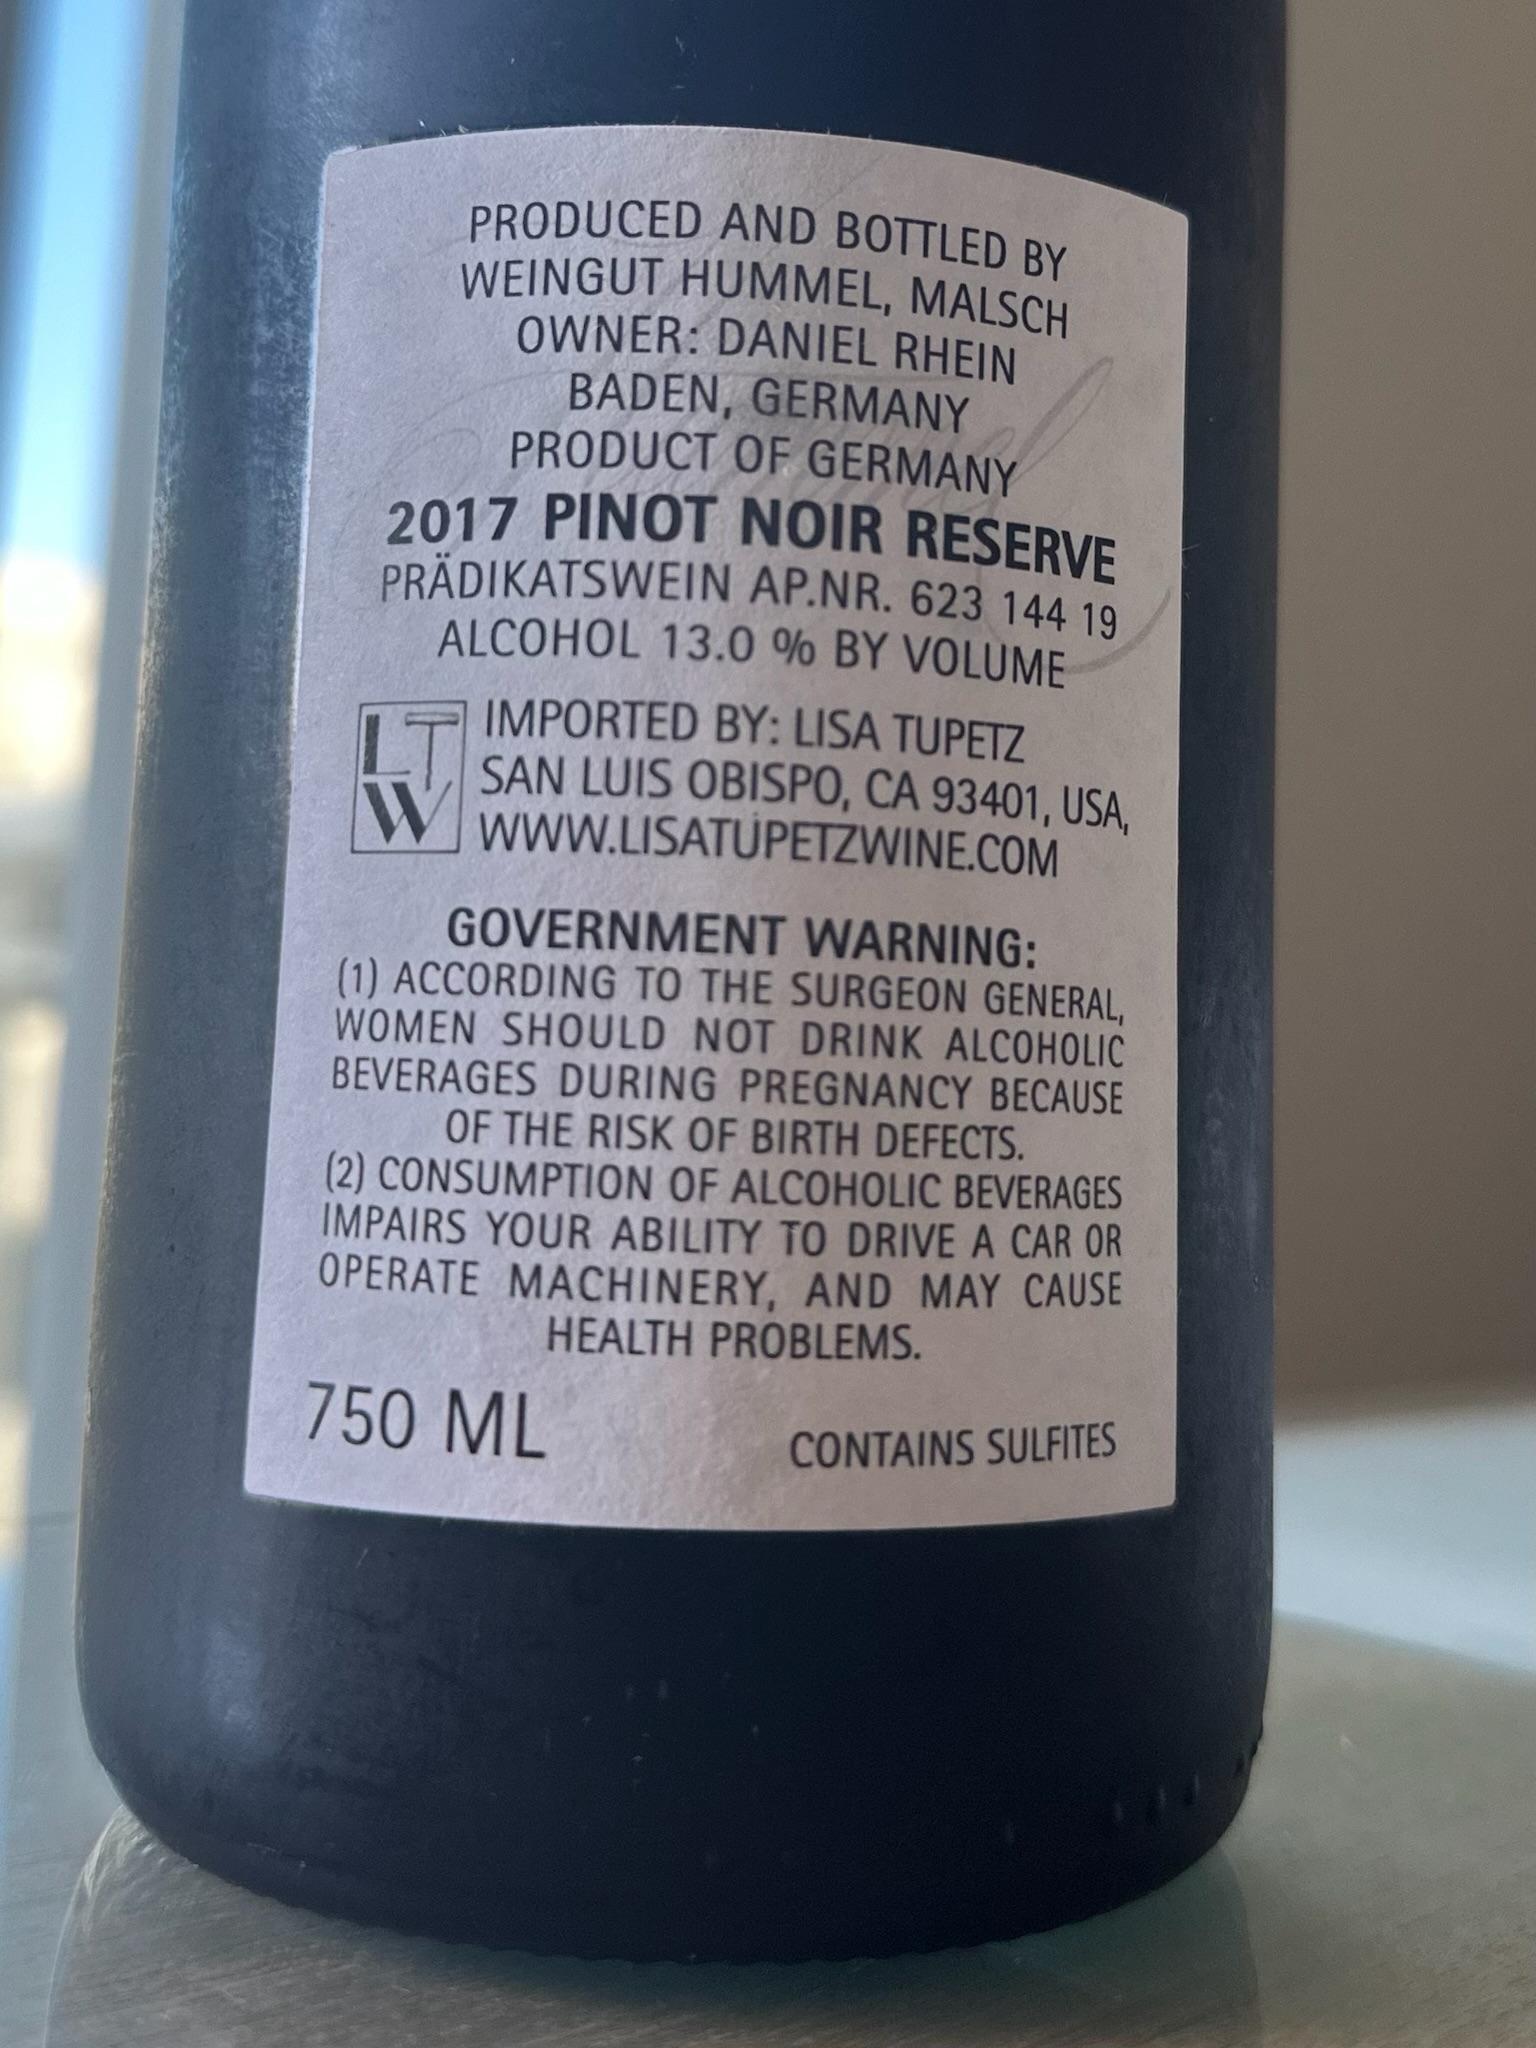 PRODUCED AND BOTTLED BY
WEINGUT HUMMEL, MALSCH
OWNER: DANIEL RHEIN
BADEN, GERMANY
PRODUCT OF GERMANY
2017 PINOT NOIR RESERVE
PRÄDIKATSWEIN AP.NR. 623 144 19
ALCOHOL 13.0 % BY VOLUME
LT
W
IMPORTED BY: LISA TUPETZ
SAN LUIS OBISPO, CA 93401, USA,
WWW.LISATUPETZWINE.COM
GOVERNMENT WARNING:
(1) ACCORDING TO THE SURGEON GENERAL,
WOMEN SHOULD NOT DRINK ALCOHOLIC
BEVERAGES DURING PREGNANCY BECAUSE
OF THE RISK OF BIRTH DEFECTS.
(2) CONSUMPTION OF ALCOHOLIC BEVERAGES
IMPAIRS YOUR ABILITY TO DRIVE A CAR OR
OPERATE MACHINERY, AND MAY CAUSE
HEALTH PROBLEMS.
750 ML
CONTAINS SULFITES